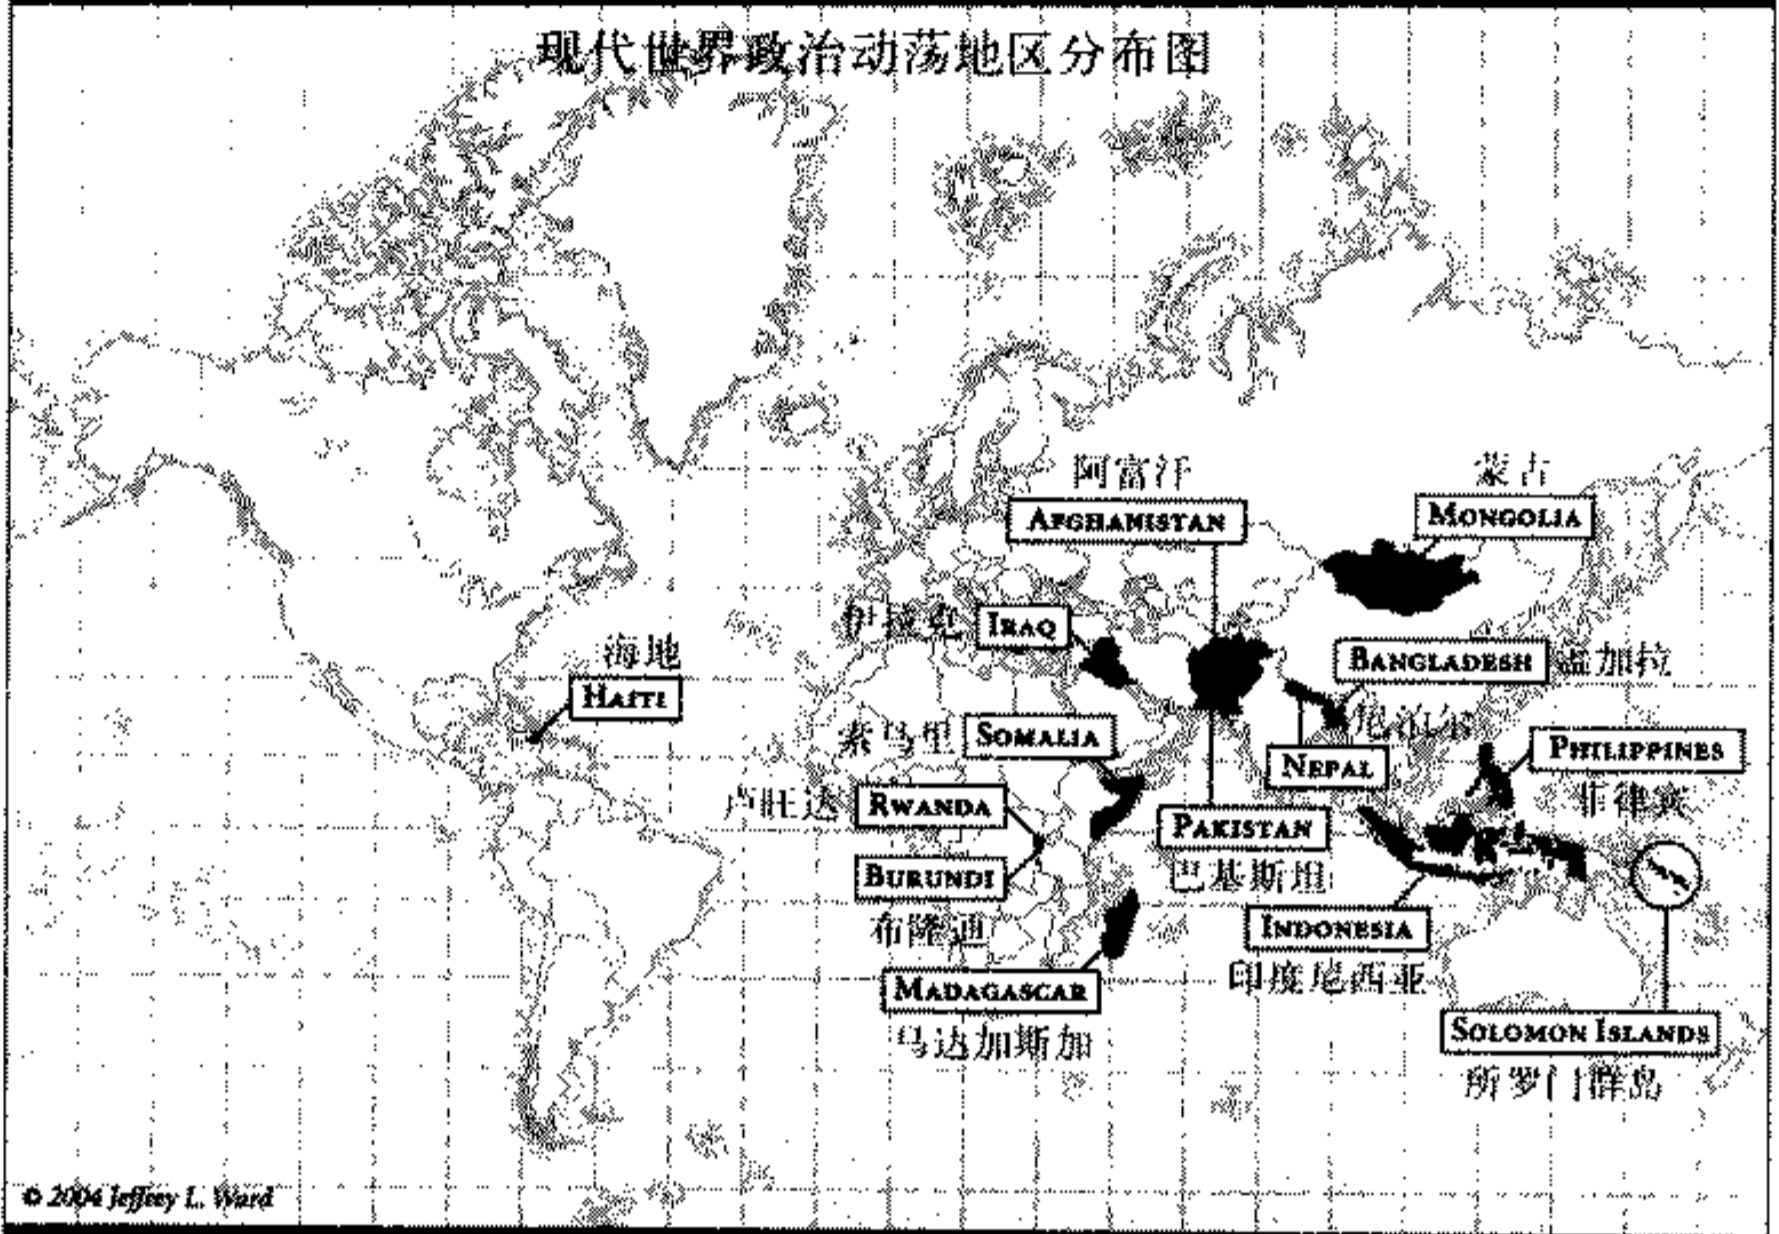 现代世界政治动荡地区分布图
阿富汗
AFGHANISTAN
蒙古
MONGOLIA
伊拉克
IRAQ
海地
HAITI
BANGLADESH
孟加拉
索马里
SOMALIA
尼泊尔
NEPAL
PHILIPPINES
菲律宾
卢旺达
RWANDA
PAKISTAN
巴基斯坦
BURUNDI
布隆迪
INDONESIA
印度尼西亚
MADAGASCAR
马达加斯加
SOLOMON ISLANDS
所罗门群岛
© 2004 Jeffrey L. Ward